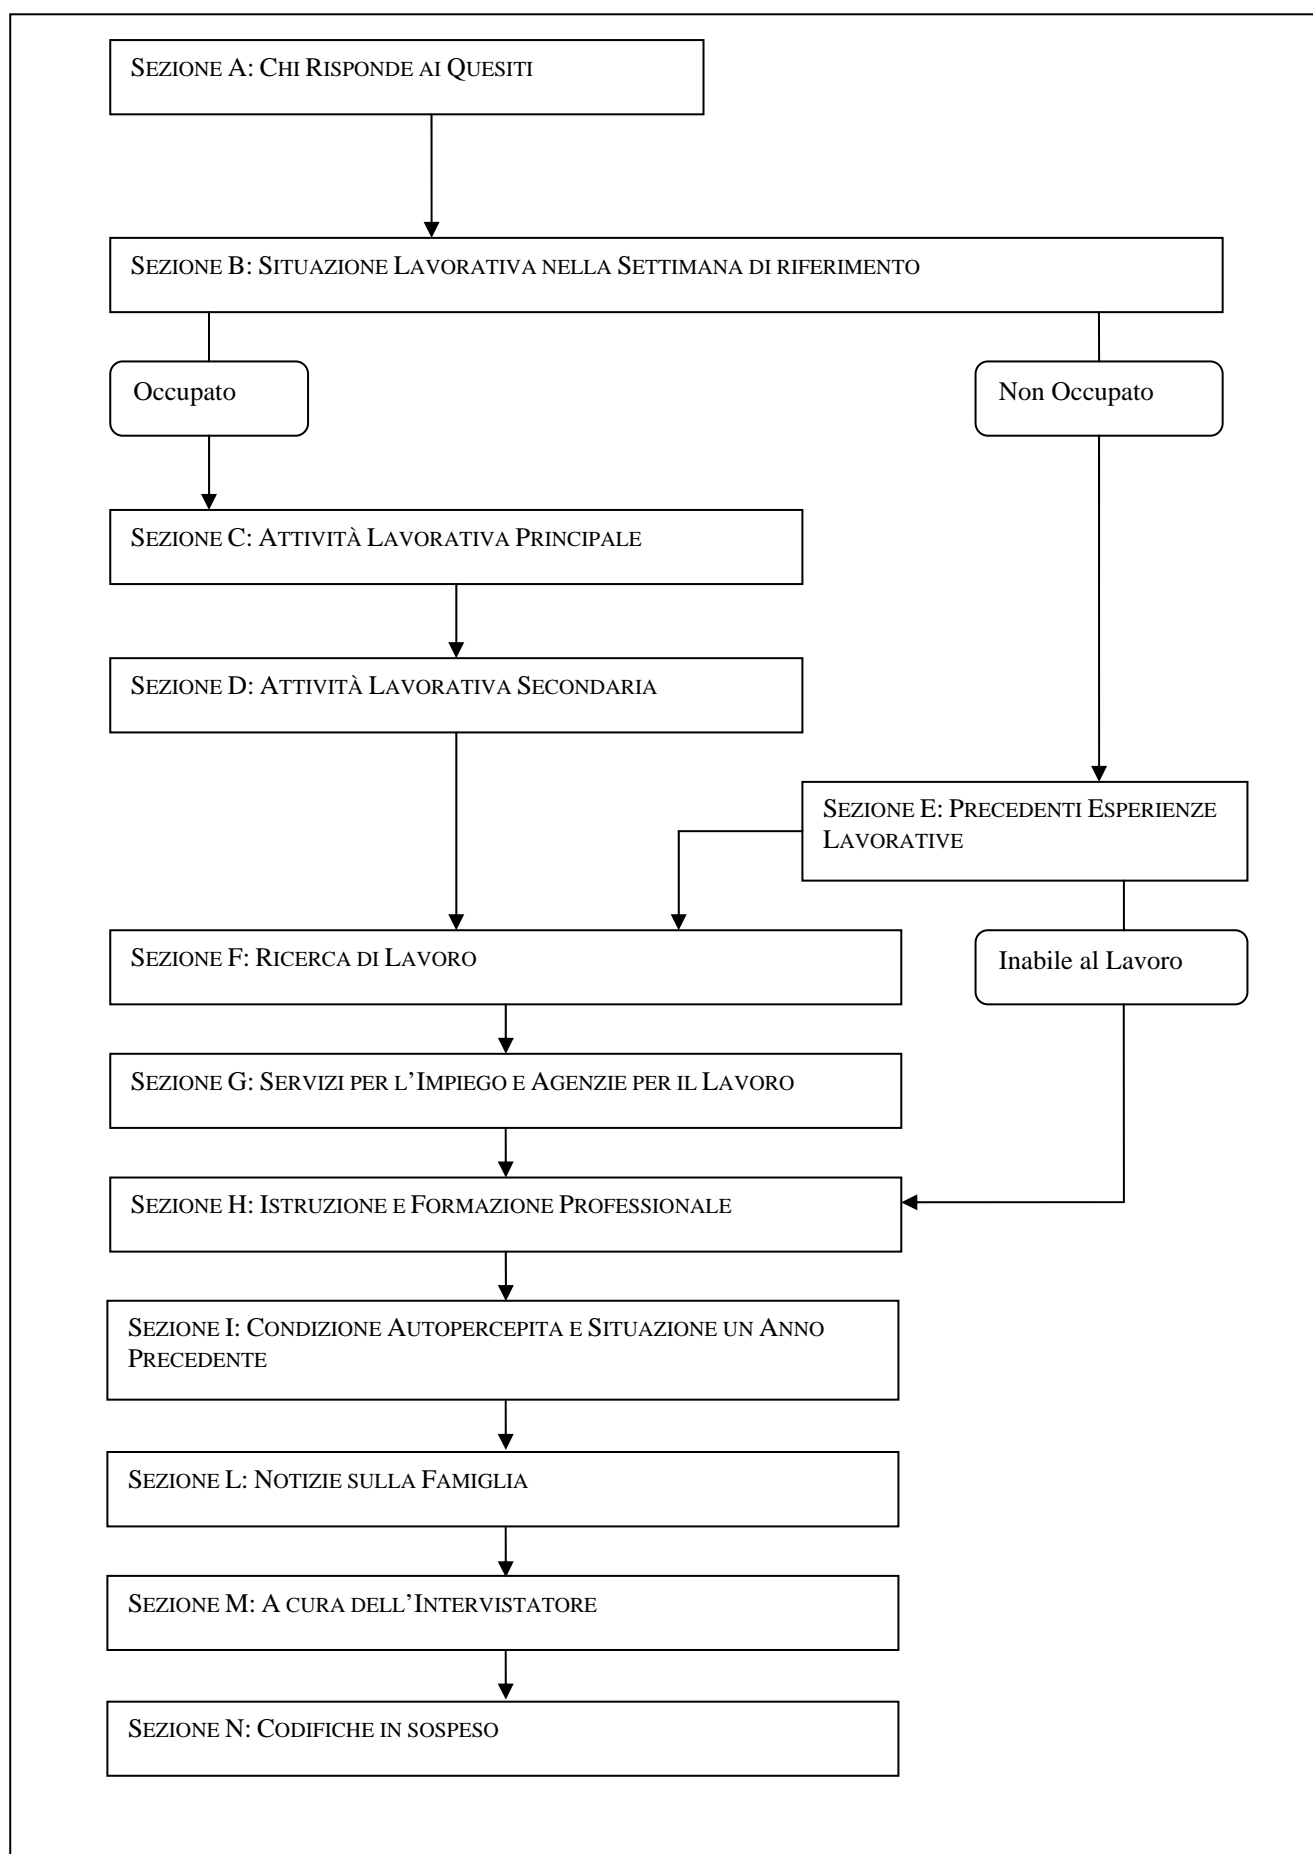 SEZIONE A: CHI RISPONDE AI QUESITI
SEZIONE B: SITUAZIONE LAVORATIVA NELLA SETTIMANA DI RIFERIMENTO
Occupato
Non Occupato
SEZIONE C: ATTIVITÀ LAVORATIVA PRINCIPALE
SEZIONE D: ATTIVITÀ LAVORATIVA SECONDARIA
SEZIONE E: PRECEDENTI ESPERIENZE
LAVORATIVE
SEZIONE F: RICERCA DI LAVORO
Inabile al Lavoro
SEZIONE G: SERVIZI PER L'IMPIEGO E AGENZIE PER IL LAVORO
SEZIONE H: ISTRUZIONE E FORMAZIONE PROFESSIONALE
SEZIONE I: CONDIZIONE AUTOPERCEPITA E SITUAZIONE UN ANNO
PRECEDENTE
SEZIONE L: NOTIZIE SULLA FAMIGLIA
SEZIONE M: A CURA DELL'INTERVISTATORE
SEZIONE N: CODIFICHE IN SOSPESO